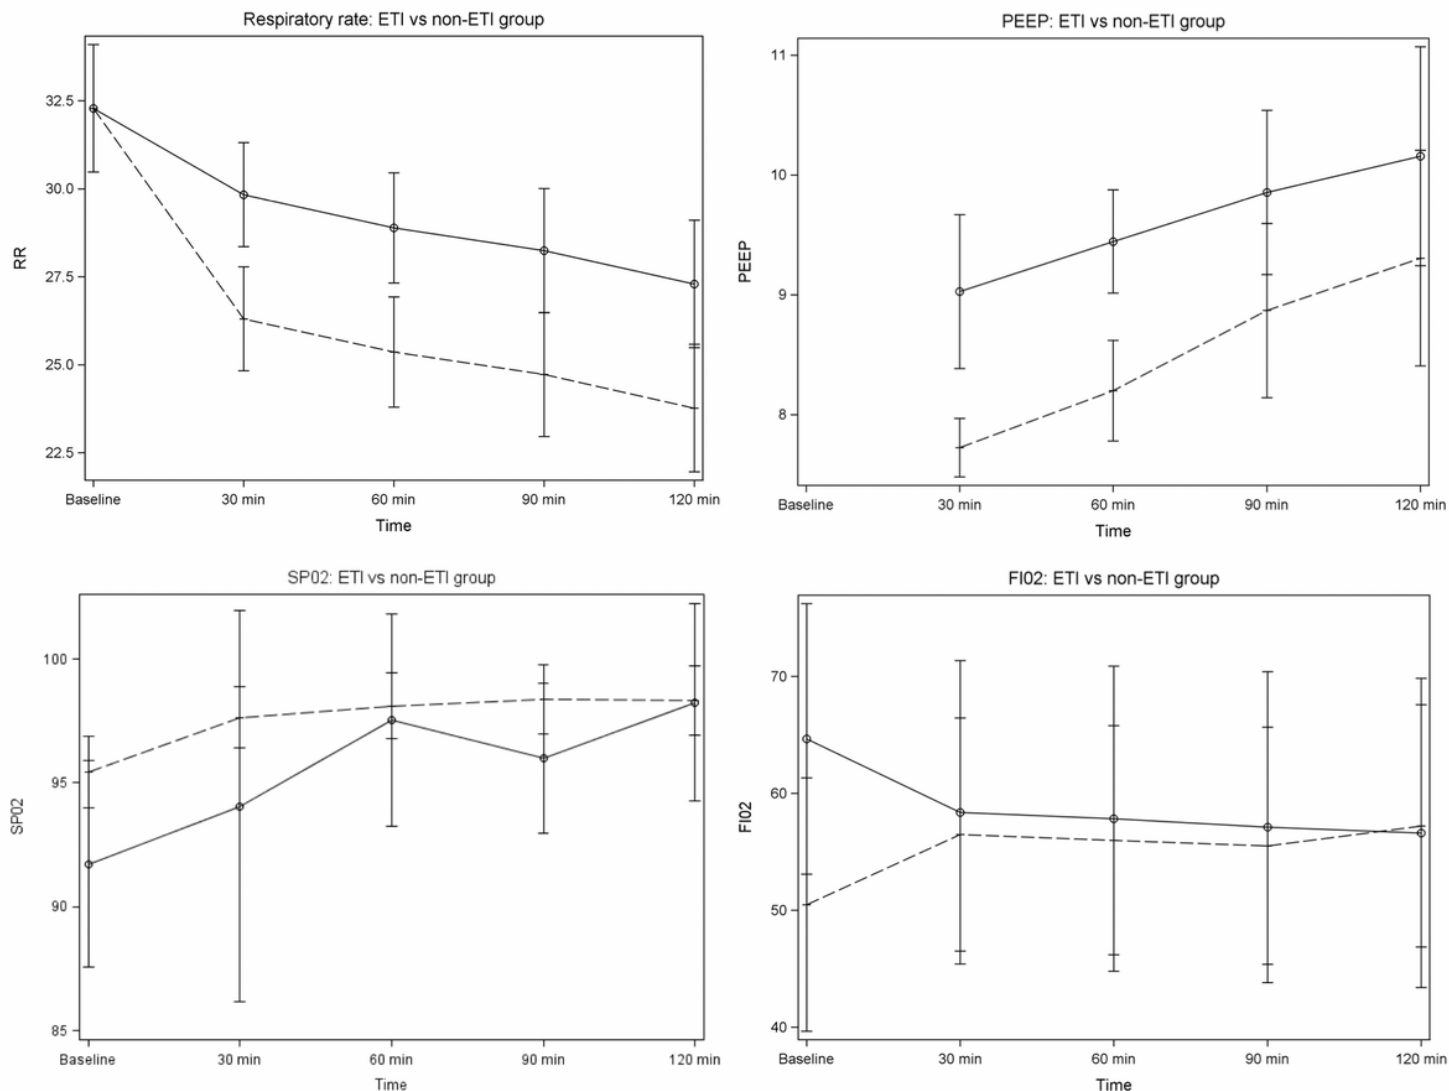 Respiratory rate: ETI vs non-ETI group
32.5
30.0
27.5
25.0
22.5
RR
Baseline 30 min 60 min 90 min 120 min
Time
PEEP: ETI vs non-ETI group
11
10
9
8
PEEP
Baseline 30 min 60 min 90 min 120 min
Time
SP02: ETI vs non-ETI group
100
95
90
85
SP02
Baseline 30 min 60 min 90 min 120 min
Time
FI02: ETI vs non-ETI group
70
60
50
40
FI02
Baseline 30 min 60 min 90 min 120 min
Time